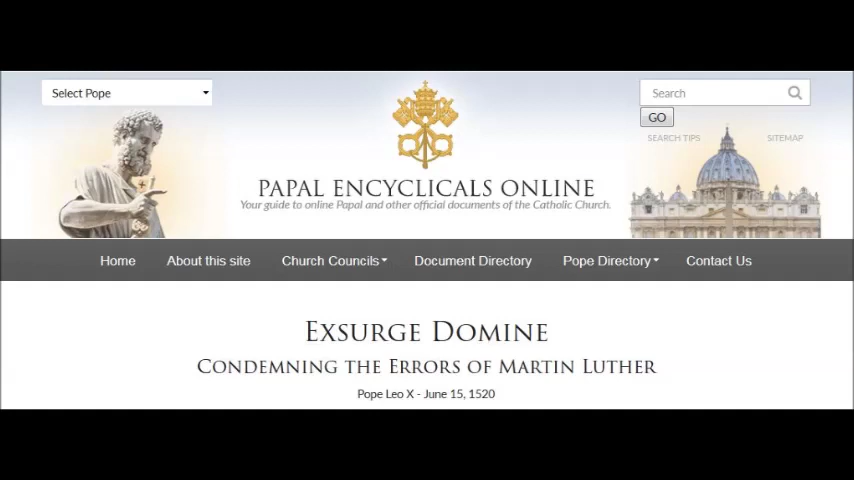 Select Pope
Search
GO
SEARCH TIPS SITEMAP
PAPAL ENCYCLICALS ONLINE
Your guide to online Papal and other official documents of the Catholic Church.
Home About this site Church Councils Document Directory Pope Directory Contact Us
EXSURGE DOMINE
CONDEMNING THE ERRORS OF MARTIN LUTHER
Pope Leo X - June 15, 1520